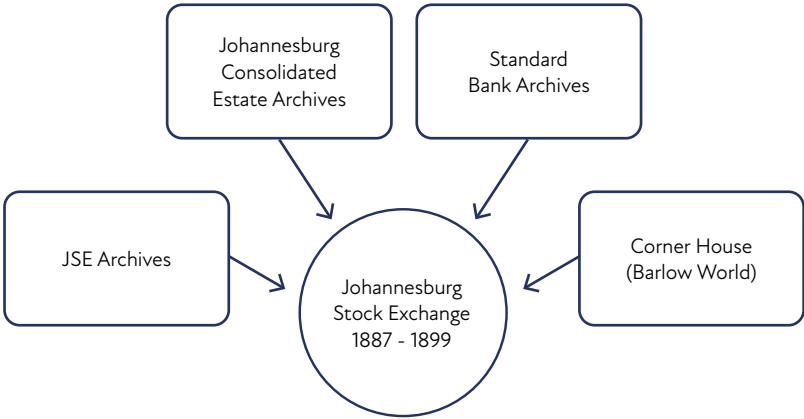 Johannesburg
Consolidated
Estate Archives
Standard
Bank Archives
JSE Archives
Corner House
(Barlow World)
Johannesburg
Stock Exchange
1887 - 1899